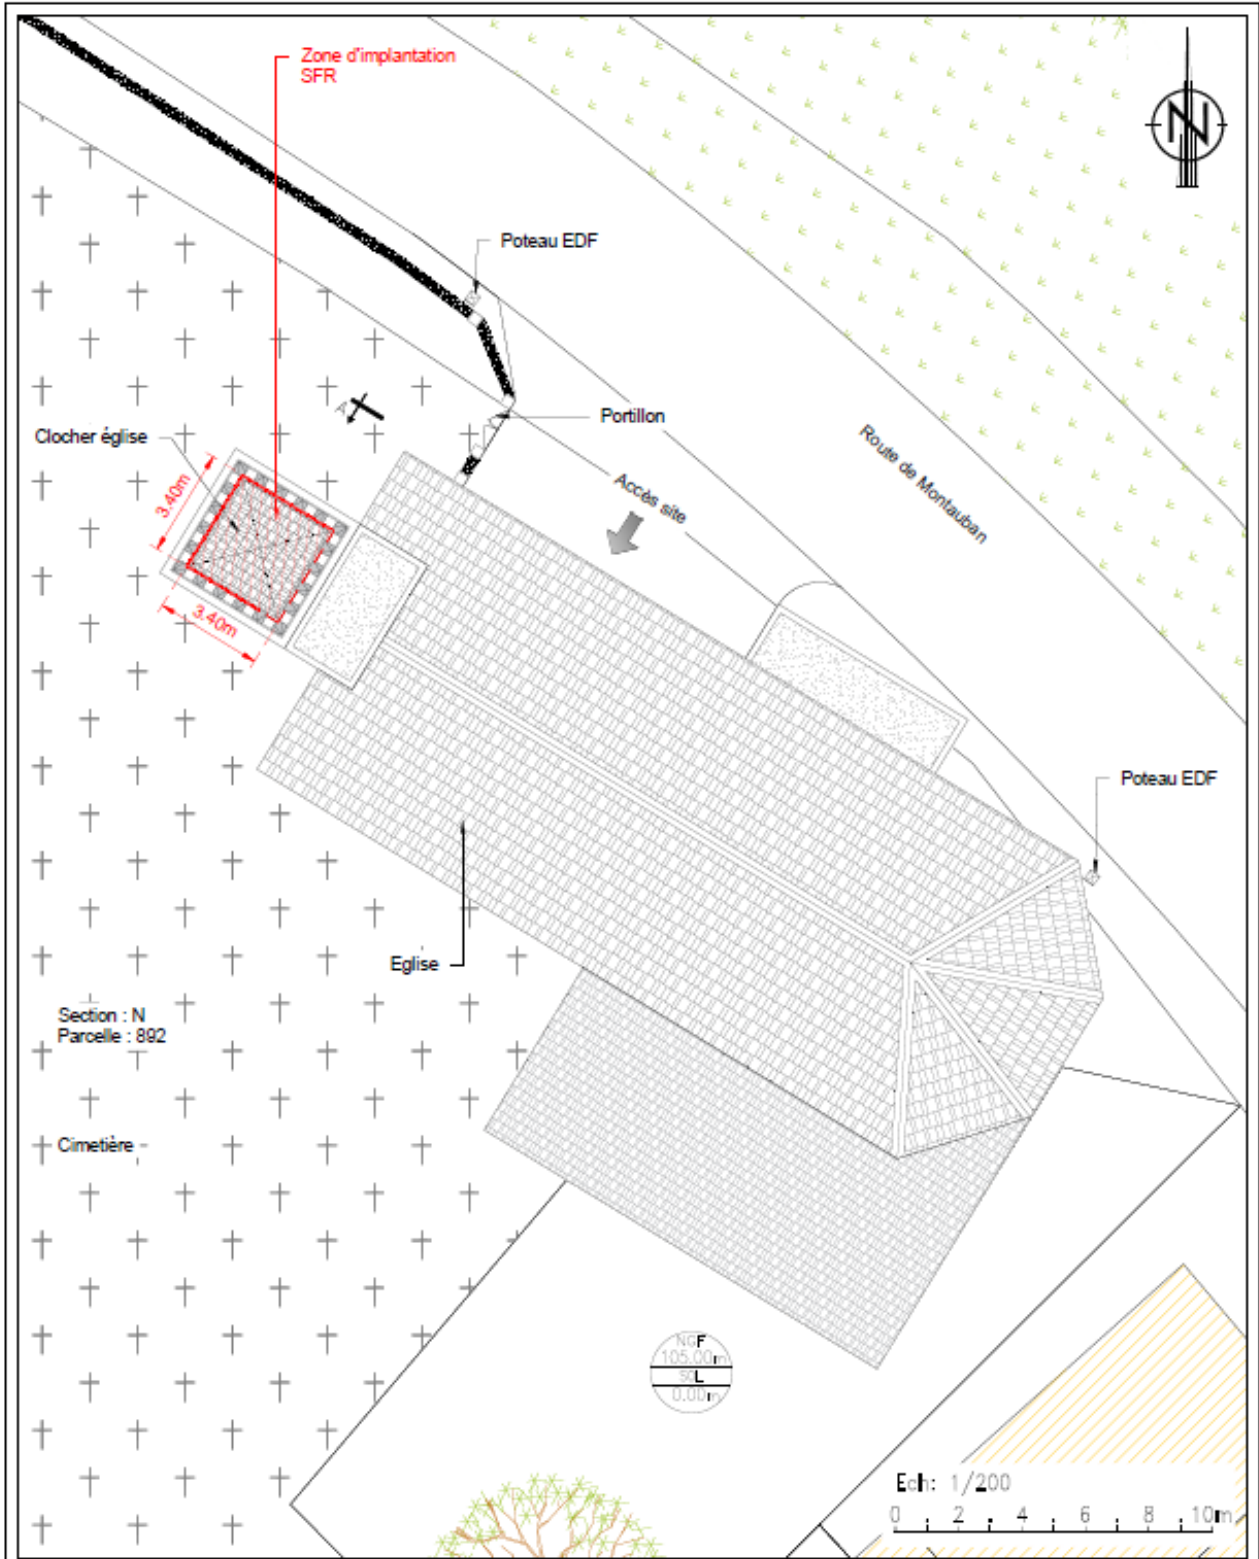 Zone d'implantation
SFR
N
Poteau EDF
Portillon
A
Clocher église
3.40m
3.40m
Accès site
Route de Montauban
Poteau EDF
Eglise
Section : N
Parcelle : 892
Cimetière
NGF
105.00m
SOL
0.00m
Ech: 1/200
0 2 4 6 8 10m